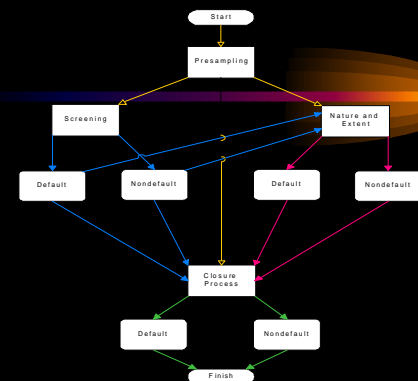 Start
Presampling
Screening
Nature and
Extent
Default
Nondefault
Default
Nondefault
Closure
Process
Default
Nondefault
Finish